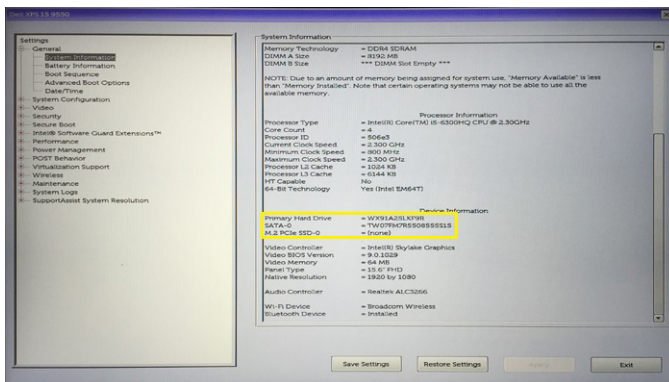 Dell XPS 15 9550
Settings
General
System Information
Battery Information
Boot Sequence
Advanced Boot Options
Date/Time
System Configuration
Video
Security
Secure Boot
Intel® Software Guard Extensions™
Performance
Power Management
POST Behavior
Virtualization Support
Wireless
Maintenance
System Logs
SupportAssist System Resolution
System Information
Memory Technology = DDR4 SDRAM
DIMM A Size = 8192 MB
DIMM B Size *** DIMM Slot Empty ***
NOTE: Due to an amount of memory being assigned for system use, "Memory Available" is less
than "Memory Installed". Note that certain operating systems may not be able to use all the
available memory.
Processor Information
Processor Type = Intel(R) Core(TM) i5-6300HQ CPU @ 2.30GHz
Core Count = 4
Processor ID = 506e3
Current Clock Speed = 2.300 GHz
Minimum Clock Speed = 800 MHz
Maximum Clock Speed = 2.300 GHz
Processor L2 Cache = 1024 KB
Processor L3 Cache = 6144 KB
HT Capable No
64-Bit Technology Yes (Intel EM64T)
Device Information
Primary Hard Drive = WX91A25LKF9R
SATA-0 = TW07FM7R5508555515
M.2 PCIe SSD-0 = (none)
Video Controller = Intel(R) Skylake Graphics
Video BIOS Version = 9.0.1029
Video Memory = 64 MB
Panel Type = 15.6" FHD
Native Resolution = 1920 by 1080
Audio Controller = Realtek ALC3266
Wi-Fi Device = Broadcom Wireless
Bluetooth Device = Installed
Save Settings
Restore Settings
Apply
Exit